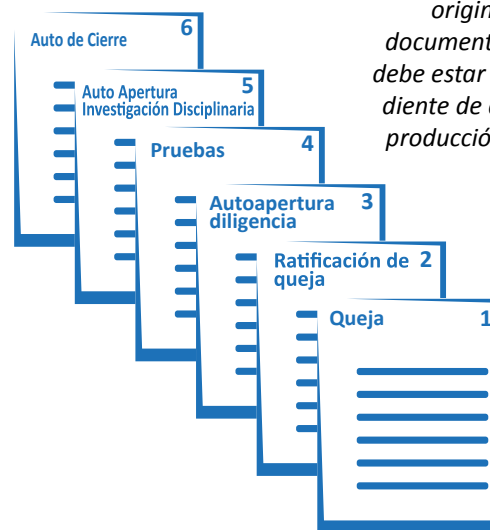 origin
document
debe estar
diente de
producció
6
Auto de Cierre
5
Auto Apertura
Investigación Disciplinaria
4
Pruebas
3
Autoapertura
diligencia
2
Ratificación de
queja
1
Queja